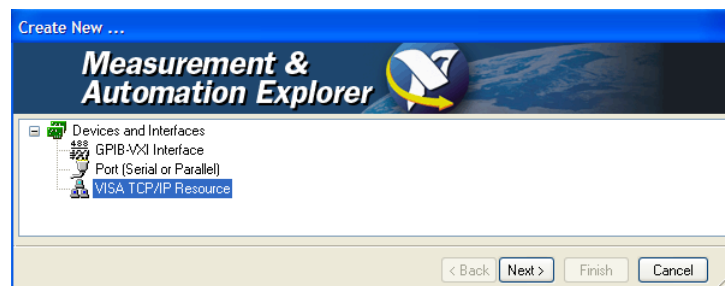 Create New ...
Measurement &
Automation Explorer
Devices and Interfaces
GPIB-VXI Interface
Port (Serial or Parallel)
VISA TCP/IP Resource
< Back Next > Finish Cancel